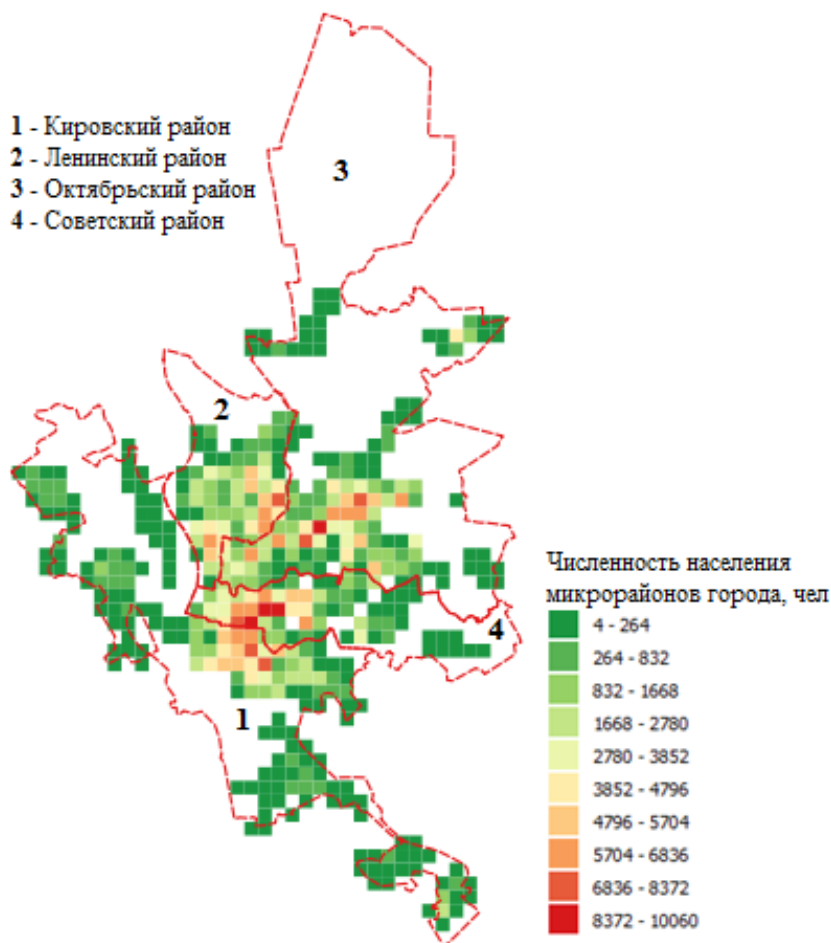 1 - Кировский район
2 - Ленинский район
3 - Октябрьский район
4 - Советский район
3
2
4
1
Численность населения
микрорайонов города, чел
4 - 264
264 - 832
832 - 1668
1668 - 2780
2780 - 3852
3852 - 4796
4796 - 5704
5704 - 6836
6836 - 8372
8372 - 10060